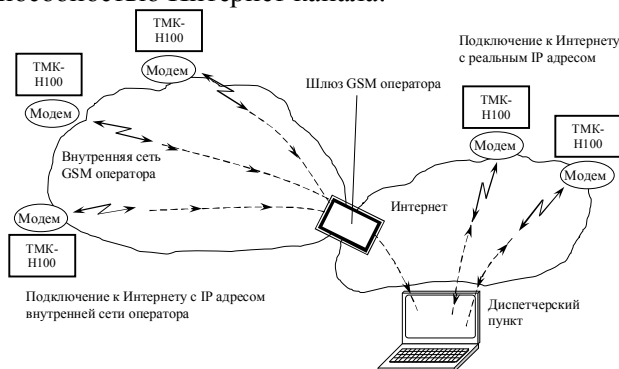 ТМК-
Н100
Модем
ТМК-
Н100
Модем
Внутренняя сеть
GSM оператора
Модем
ТМК-
Н100
Подключение к Интернету с IP адресом
внутренней сети оператора
Шлюз GSM оператора
Интернет
Подключение к Интернету
с реальным IP адресом
ТМК-
Н100
Модем
ТМК-
Н100
Модем
Диспетчерский
пункт